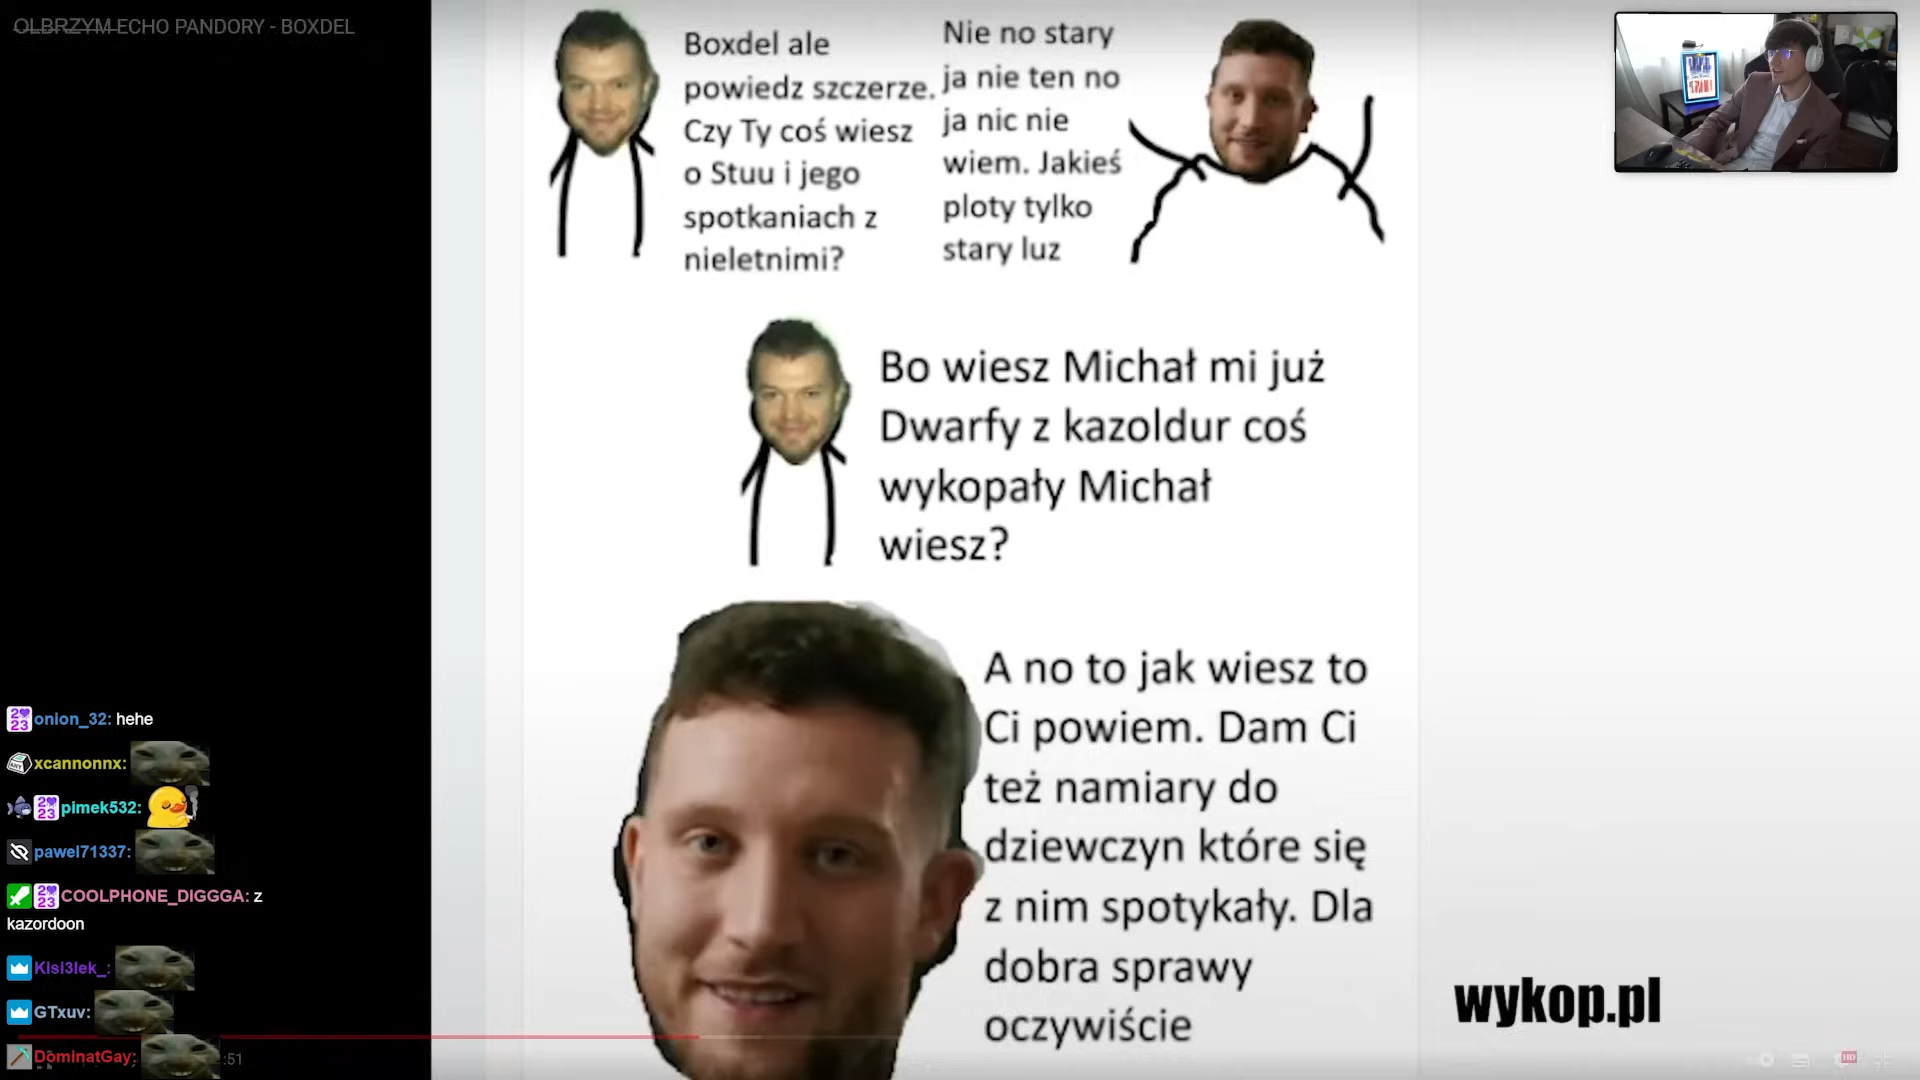 OLBRZYM ECHO PANDORY - BOXDEL
Boxdel ale
powiedz szczerze.
Czy Ty coś wiesz
o Stuu i jego
spotkaniach z
nieletnimi?
Nie no stary
ja nie ten no
ja nic nie
wiem. Jakieś
ploty tylko
stary luz
Bo wiesz Michał mi już
Dwarfy z kazoldur coś
wykopały Michał
wiesz?
A no to jak wiesz to
Ci powiem. Dam Ci
też namiary do
dziewczyn które się
z nim spotykały. Dla
dobra sprawy
oczywiście
wykop.pl
onion_32: hehe
xcannonnx:
pimek532:
pawel71337:
COOLPHONE_DIGGGA: z
kazordoon
Kisl3lek_:
GTxuv:
DominatGay:
:51
HD